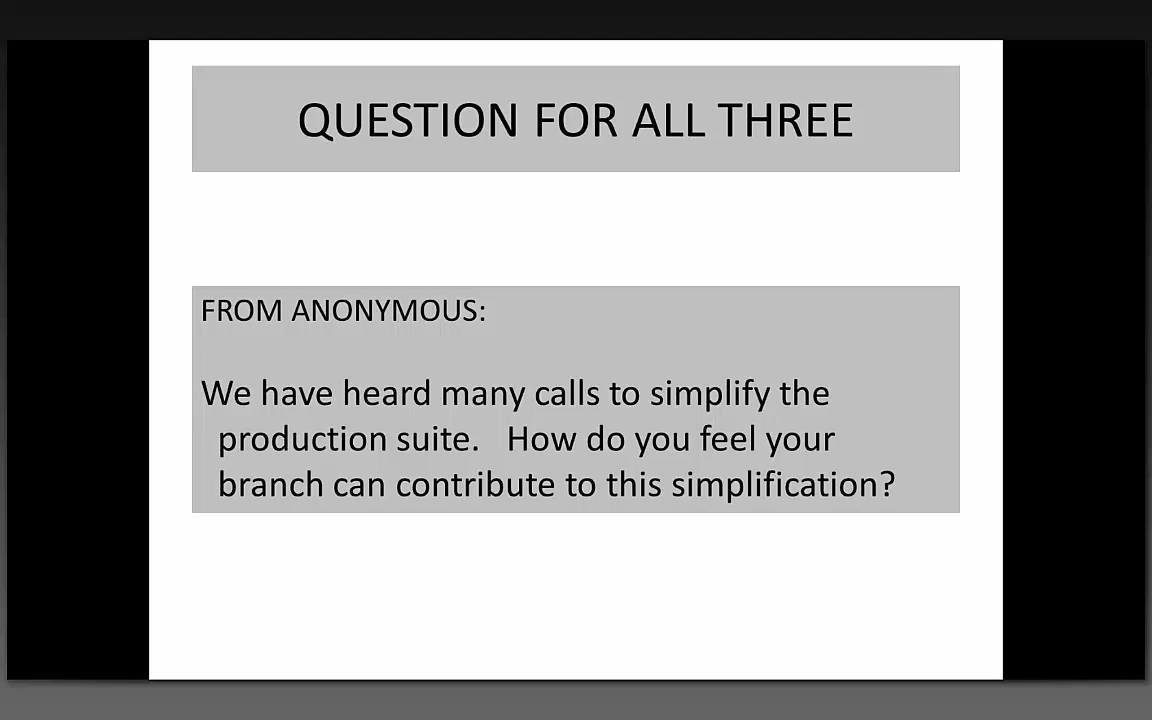 QUESTION FOR ALL THREE
FROM ANONYMOUS:
We have heard many calls to simplify the
production suite.   How do you feel your
branch can contribute to this simplification?